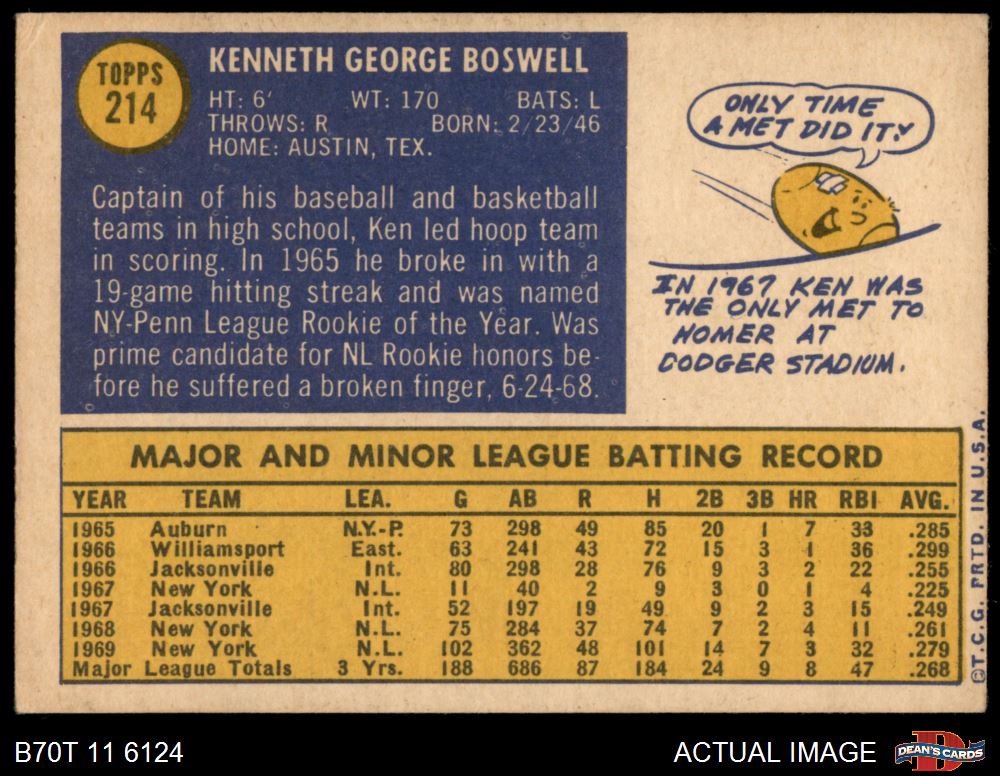 TOPPS
214
KENNETH GEORGE BOSWELL
HT: 6' WT: 170 BATS: L
THROWS: R BORN: 2/23/46
HOME: AUSTIN, TEX.
Captain of his baseball and basketball
teams in high school, Ken led hoop team
in scoring. In 1965 he broke in with a
19-game hitting streak and was named
NY-Penn League Rookie of the Year. Was
prime candidate for NL Rookie honors be-
fore he suffered a broken finger, 6-24-68.
ONLY TIME
A MET DID IT!
IN 1967 KEN WAS
THE ONLY MET TO
HOMER AT
DODGER STADIUM.
MAJOR AND MINOR LEAGUE BATTING RECORD
YEAR TEAM LEA. G AB R H 2B 3B HR RBI AVG.
1965 Auburn N.Y.-P. 73 298 49 85 20 1 7 33 .285
1966 Williamsport East. 63 241 43 72 15 3 1 36 .299
1966 Jacksonville Int. 80 298 28 76 9 3 2 22 .255
1967 New York N.L. 11 40 2 9 3 0 1 4 .225
1967 Jacksonville Int. 52 197 19 49 9 2 3 15 .249
1968 New York N.L. 75 284 37 74 7 2 4 11 .261
1969 New York N.L. 102 362 48 101 14 7 3 32 .279
Major League Totals 3 Yrs. 188 686 87 184 24 9 8 47 .268
©T.C.G. PRTD. IN U.S.A.
B70T 11 6124
ACTUAL IMAGE
DEAN'S CARDS